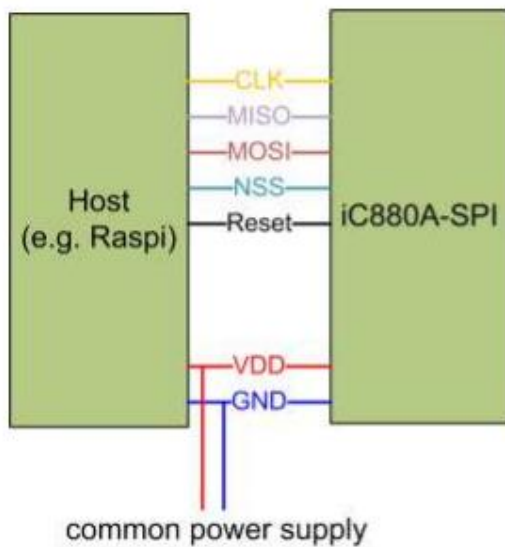 CLK
MISO
MOSI
NSS
Reset
Host
(e.g. Raspi)
iC880A-SPI
VDD
GND
common power supply